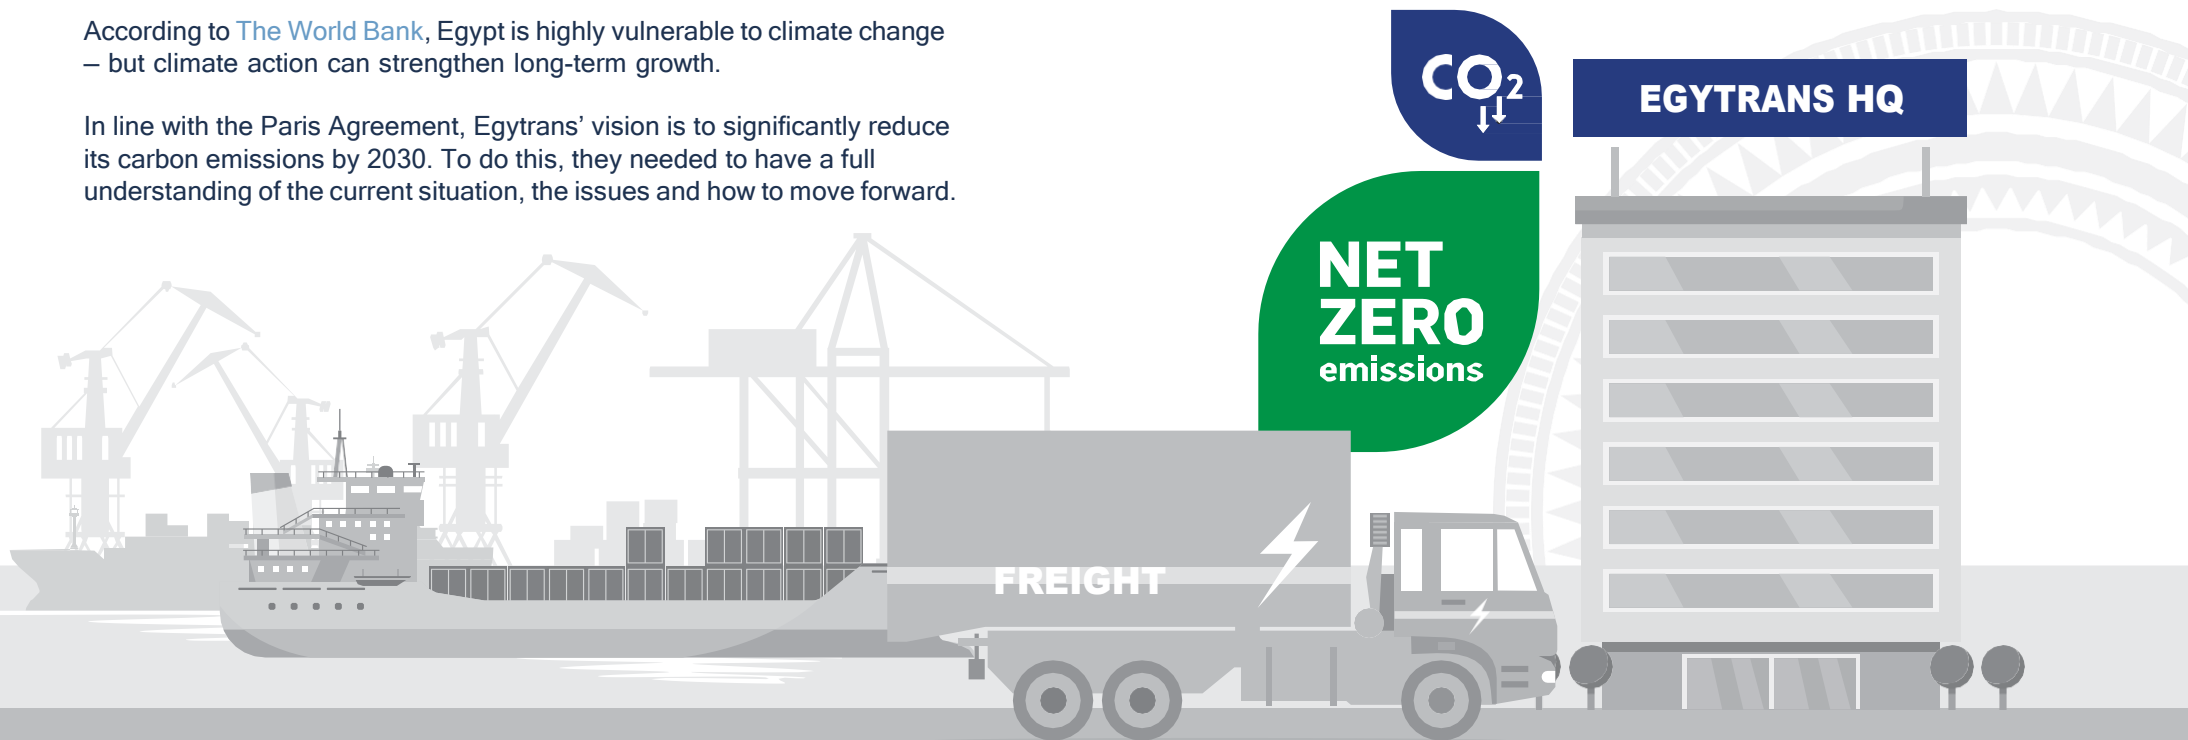 According to The World Bank, Egypt is highly vulnerable to climate change
– but climate action can strengthen long-term growth.
In line with the Paris Agreement, Egytrans’ vision is to significantly reduce
its carbon emissions by 2030. To do this, they needed to have a full
understanding of the current situation, the issues and how to move forward.
CO2
EGYTRANS HQ
NET
ZERO
emissions
FREIGHT